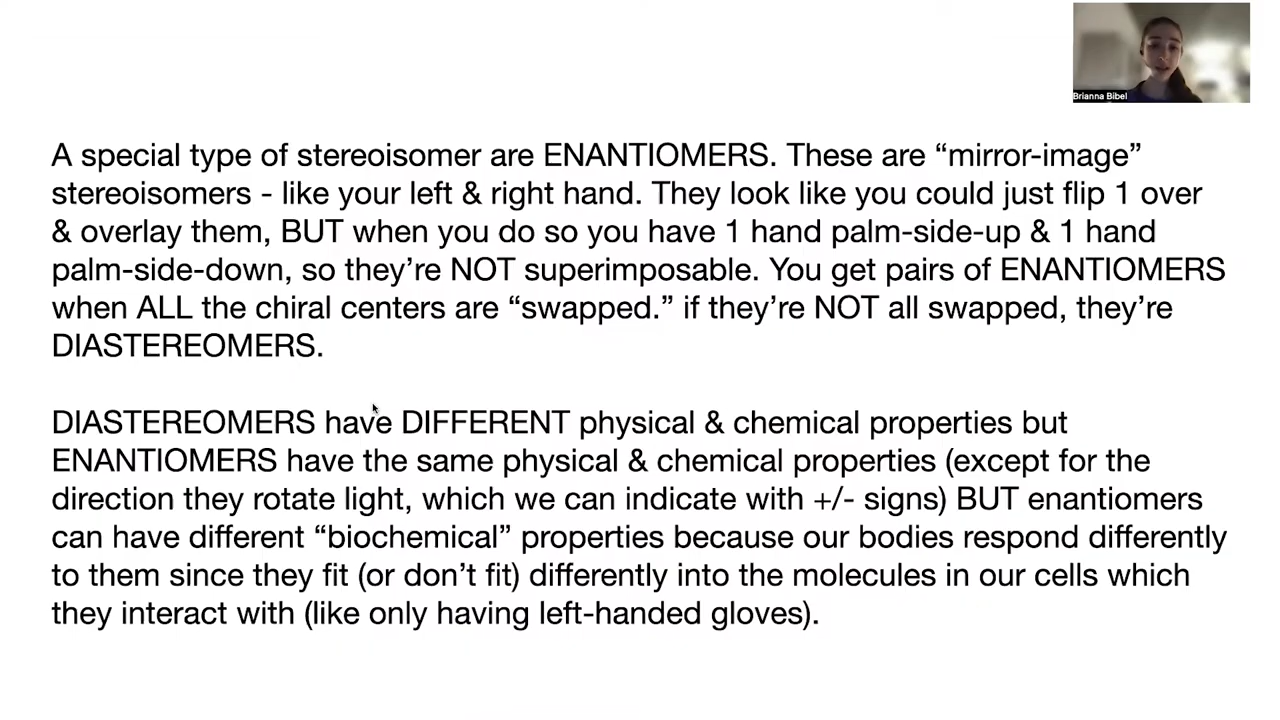 Brianna Bibel
A special type of stereoisomer are ENANTIOMERS. These are “mirror-image”
stereoisomers - like your left & right hand. They look like you could just flip 1 over
& overlay them, BUT when you do so you have 1 hand palm-side-up & 1 hand
palm-side-down, so they’re NOT superimposable. You get pairs of ENANTIOMERS
when ALL the chiral centers are “swapped.” if they’re NOT all swapped, they’re
DIASTEREOMERS.
DIASTEREOMERS have DIFFERENT physical & chemical properties but
ENANTIOMERS have the same physical & chemical properties (except for the
direction they rotate light, which we can indicate with +/- signs) BUT enantiomers
can have different “biochemical” properties because our bodies respond differently
to them since they fit (or don’t fit) differently into the molecules in our cells which
they interact with (like only having left-handed gloves).